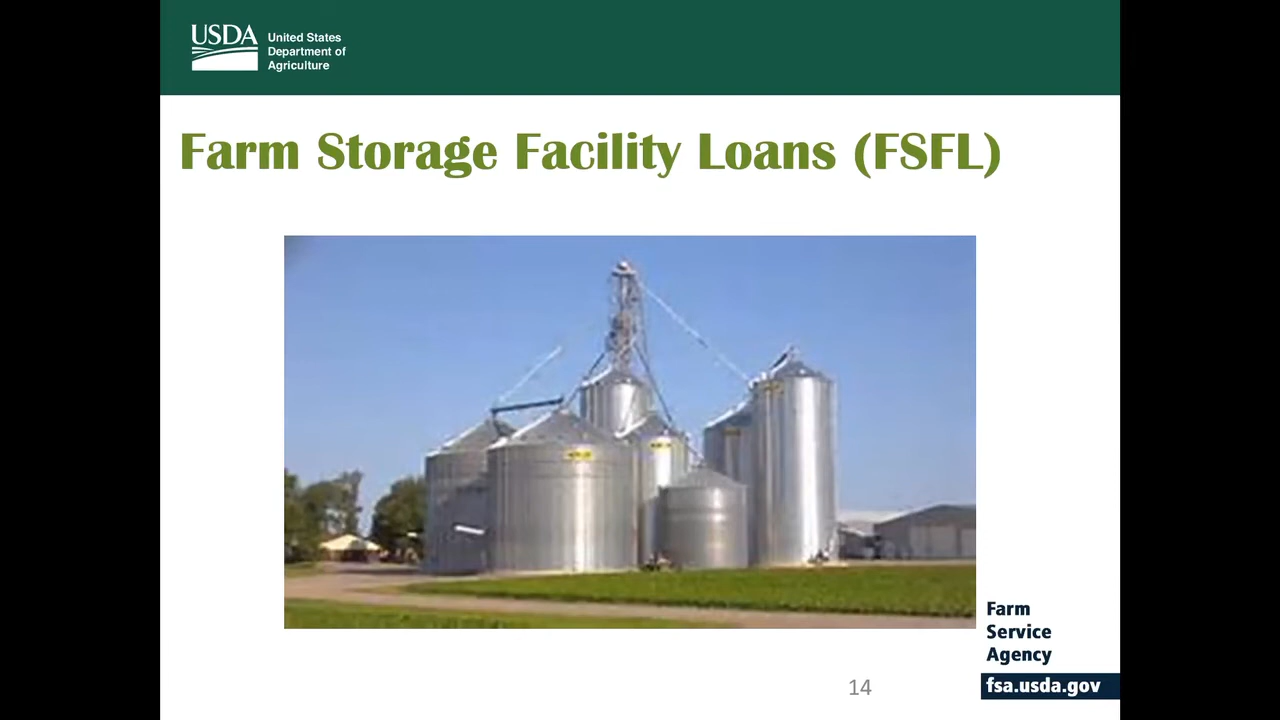 USDA
United States
Department of
Agriculture
Farm Storage Facility Loans (FSFL)
Farm
Service
Agency
fsa.usda.gov
14